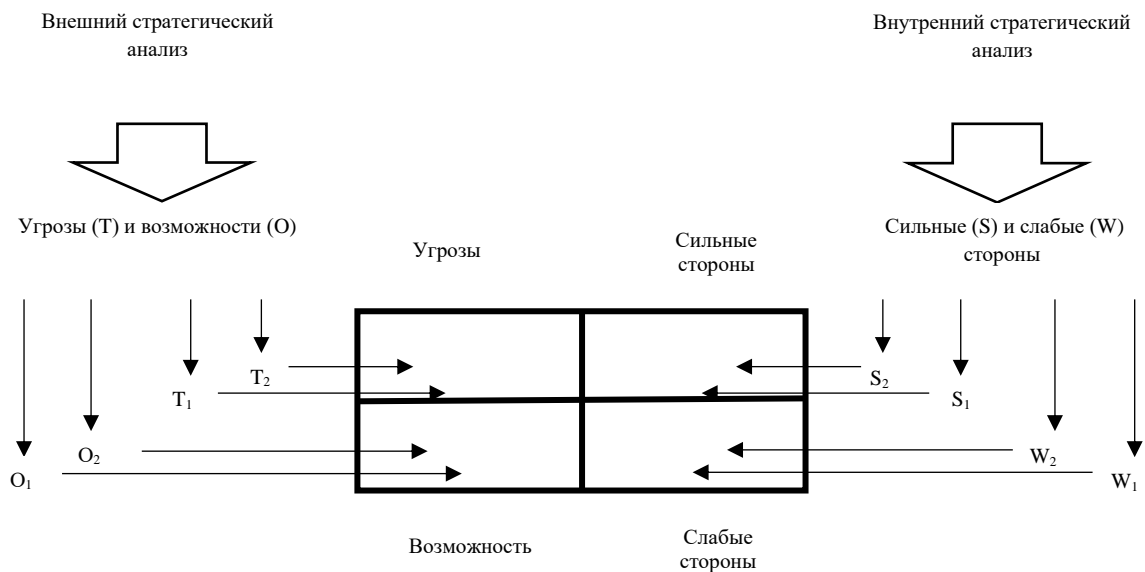 Внешний стратегический
анализ
Внутренний стратегический
анализ
Угрозы (Т) и возможности (О)
Сильные (S) и слабые (W)
стороны
Угрозы
Сильные
стороны
T₂
S₂
T₁
S₁
O₂
W₂
O₁
W₁
Возможность
Слабые
стороны